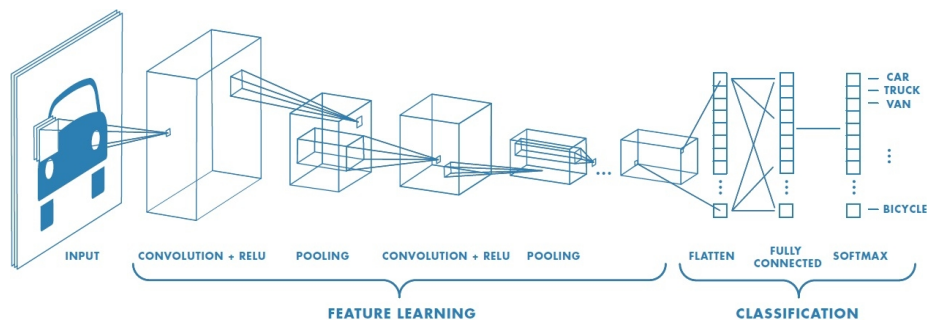 CAR
TRUCK
VAN
BICYCLE
INPUT
CONVOLUTION + RELU
POOLING
CONVOLUTION + RELU
POOLING
FLATTEN
FULLY
CONNECTED
SOFTMAX
FEATURE LEARNING
CLASSIFICATION